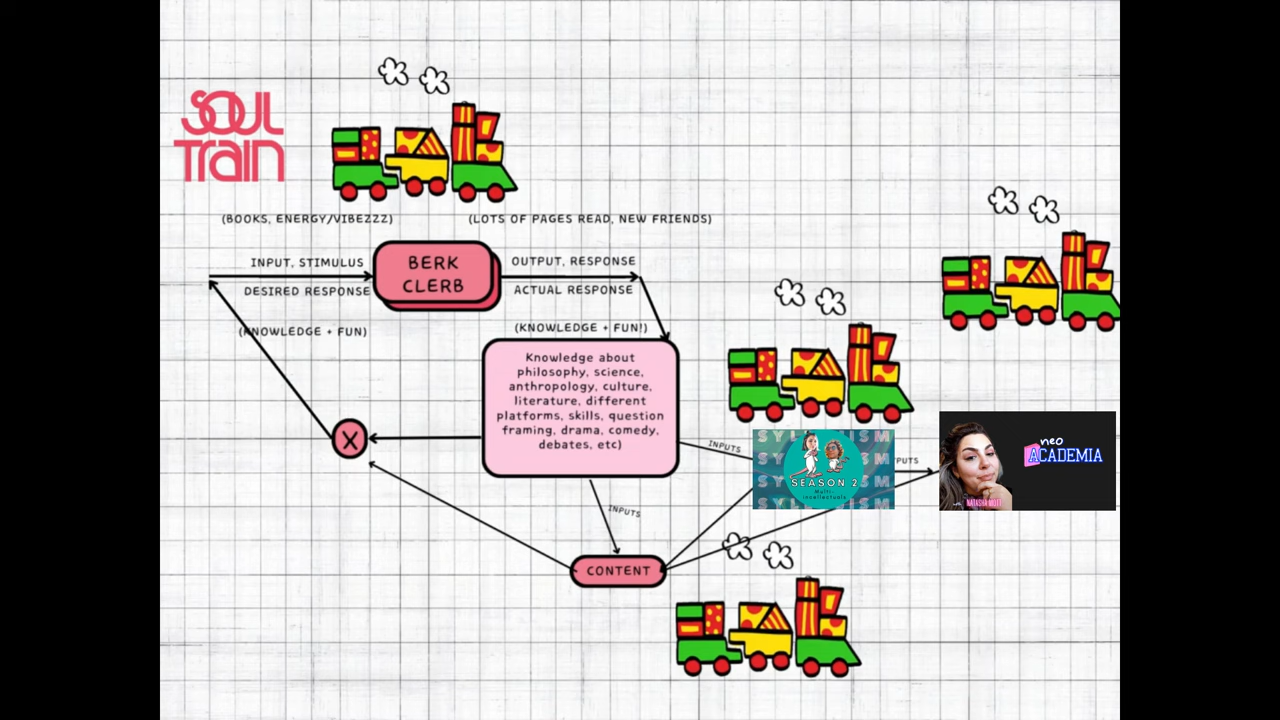 SOUL
TRAIN
(BOOKS, ENERGY/VIBEZZZ)
(LOTS OF PAGES READ, NEW FRIENDS)
INPUT, STIMULUS
BERK
CLERB
OUTPUT, RESPONSE
DESIRED RESPONSE
ACTUAL RESPONSE
(KNOWLEDGE + FUN)
(KNOWLEDGE + FUN!)
Knowledge about
philosophy, science,
anthropology, culture,
literature, different
platforms, skills, question
framing, drama, comedy,
debates, etc)
X
INPUTS
SEASON 2
Multi-
intellectuals
neo
ACADEMIA
INPUTS
CONTENT